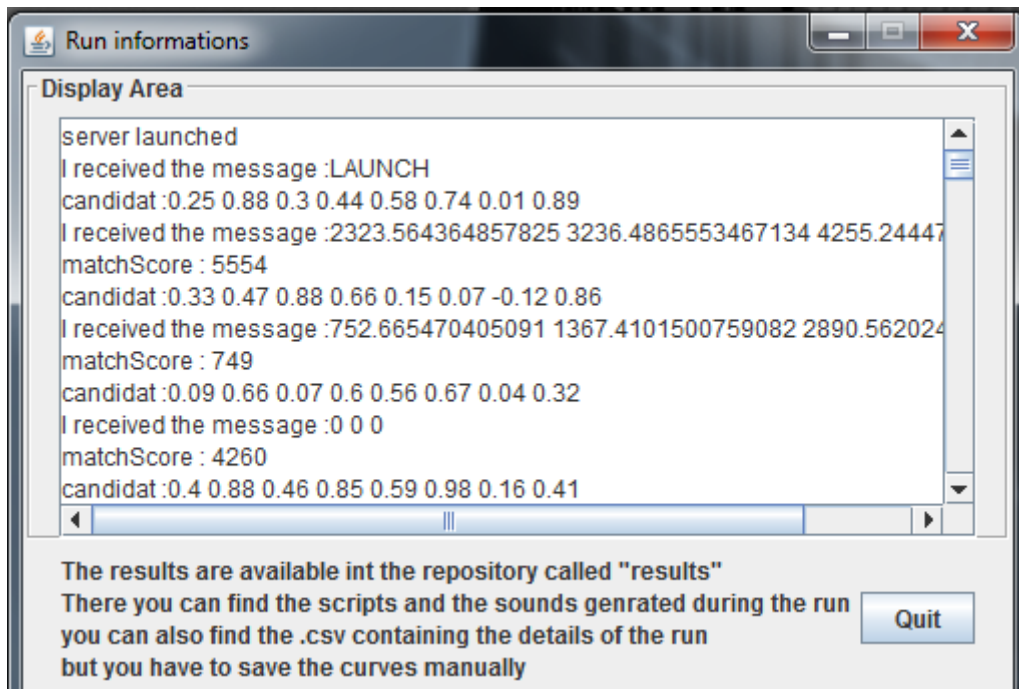 Run informations
Display Area
server launched
I received the message :LAUNCH
candidat :0.25 0.88 0.3 0.44 0.58 0.74 0.01 0.89
I received the message :2323.564364857825 3236.4865553467134 4255.24447
matchScore : 5554
candidat :0.33 0.47 0.88 0.66 0.15 0.07 -0.12 0.86
I received the message :752.665470405091 1367.4101500759082 2890.562024
matchScore : 749
candidat :0.09 0.66 0.07 0.6 0.56 0.67 0.04 0.32
I received the message :0 0 0
matchScore : 4260
candidat :0.4 0.88 0.46 0.85 0.59 0.98 0.16 0.41
The results are available int the repository called "results"
There you can find the scripts and the sounds genrated during the run
you can also find the .csv containing the details of the run
but you have to save the curves manually
Quit